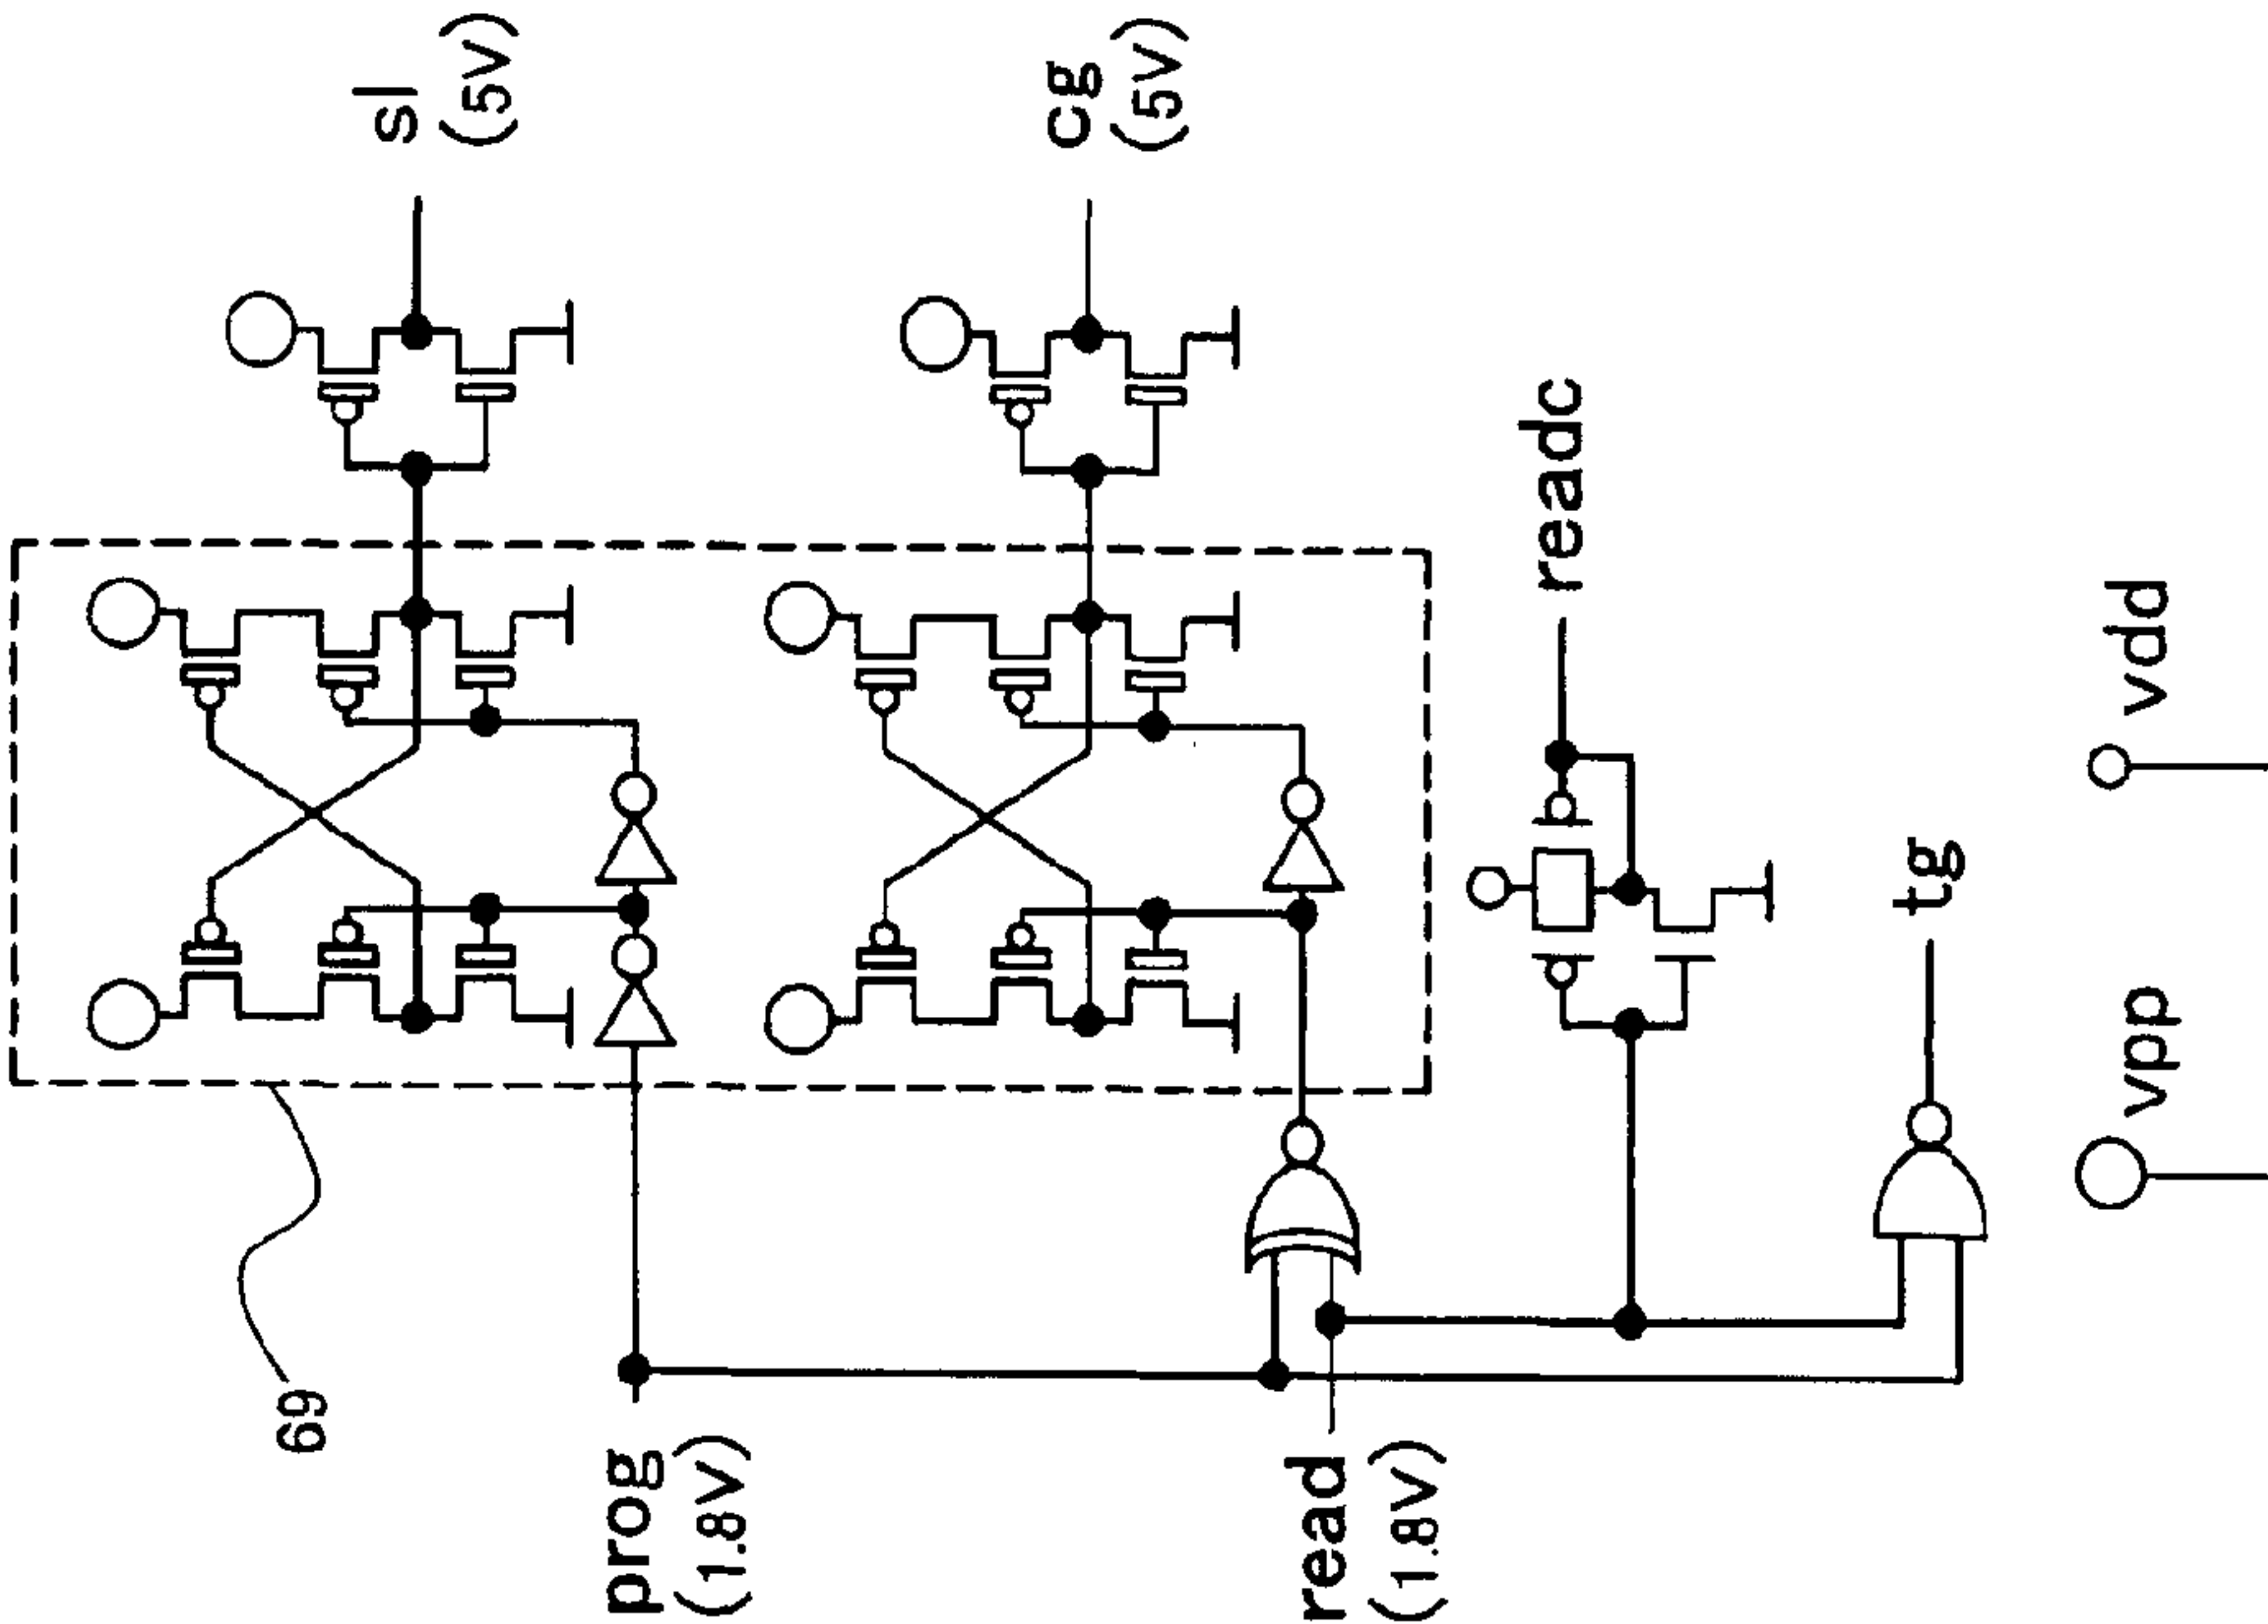 sl
(5V)
cg
(5V)
readc
tg
69
prog
(1.8V)
read
(1.8V)
vpp
vdd